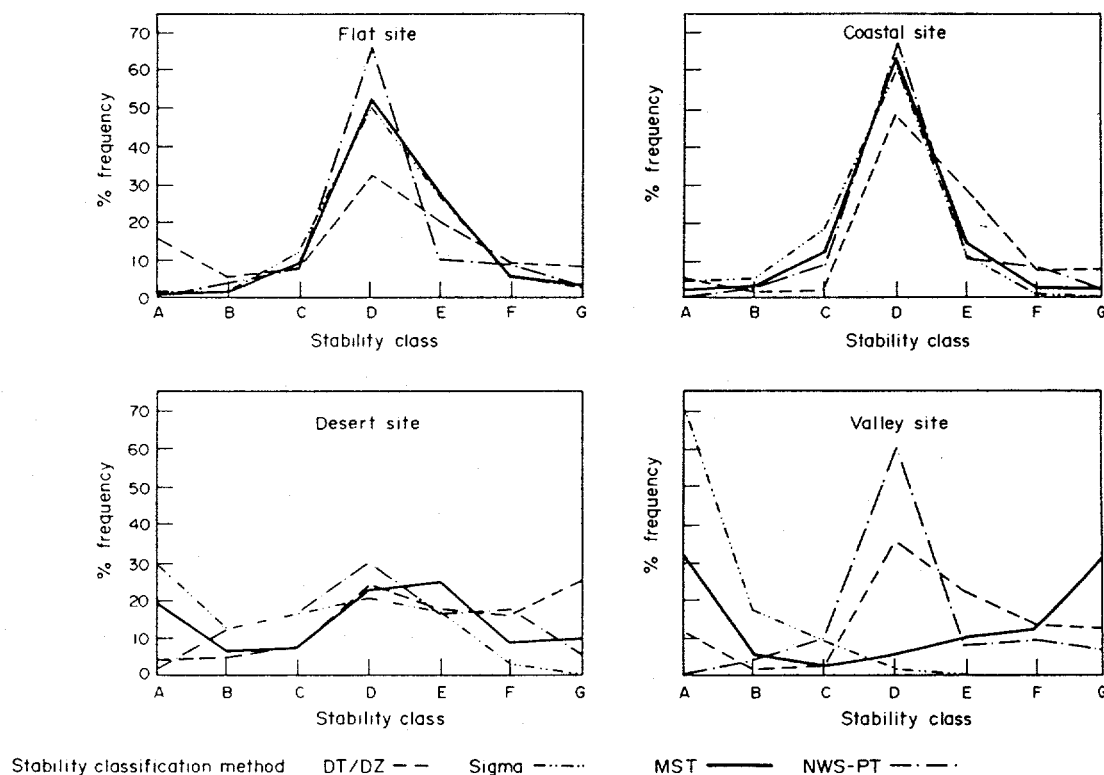 Flat site
70
60
50
40
30
20
10
0
% frequency
A B C D E F G
Stability class
Coastal site
% frequency
A B C D E F G
Stability class
Desert site
70
60
50
40
30
20
10
0
% frequency
A B C D E F G
Stability class
Valley site
% frequency
A B C D E F G
Stability class
Stability classification method DT/DZ Sigma MST NWS-PT